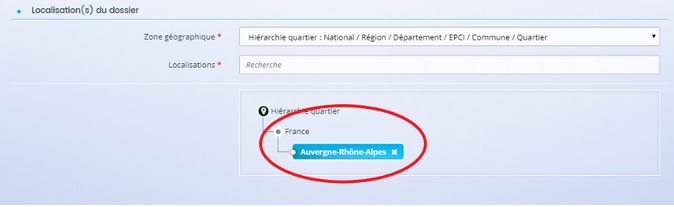 Localisation(s) du dossier
Zone géographique * Hiérarchie quartier : National / Région / Département / EPCI / Commune / Quartier
Localisations * Recherche
Hiérarchie quartier
France
Auvergne-Rhône-Alpes ✖